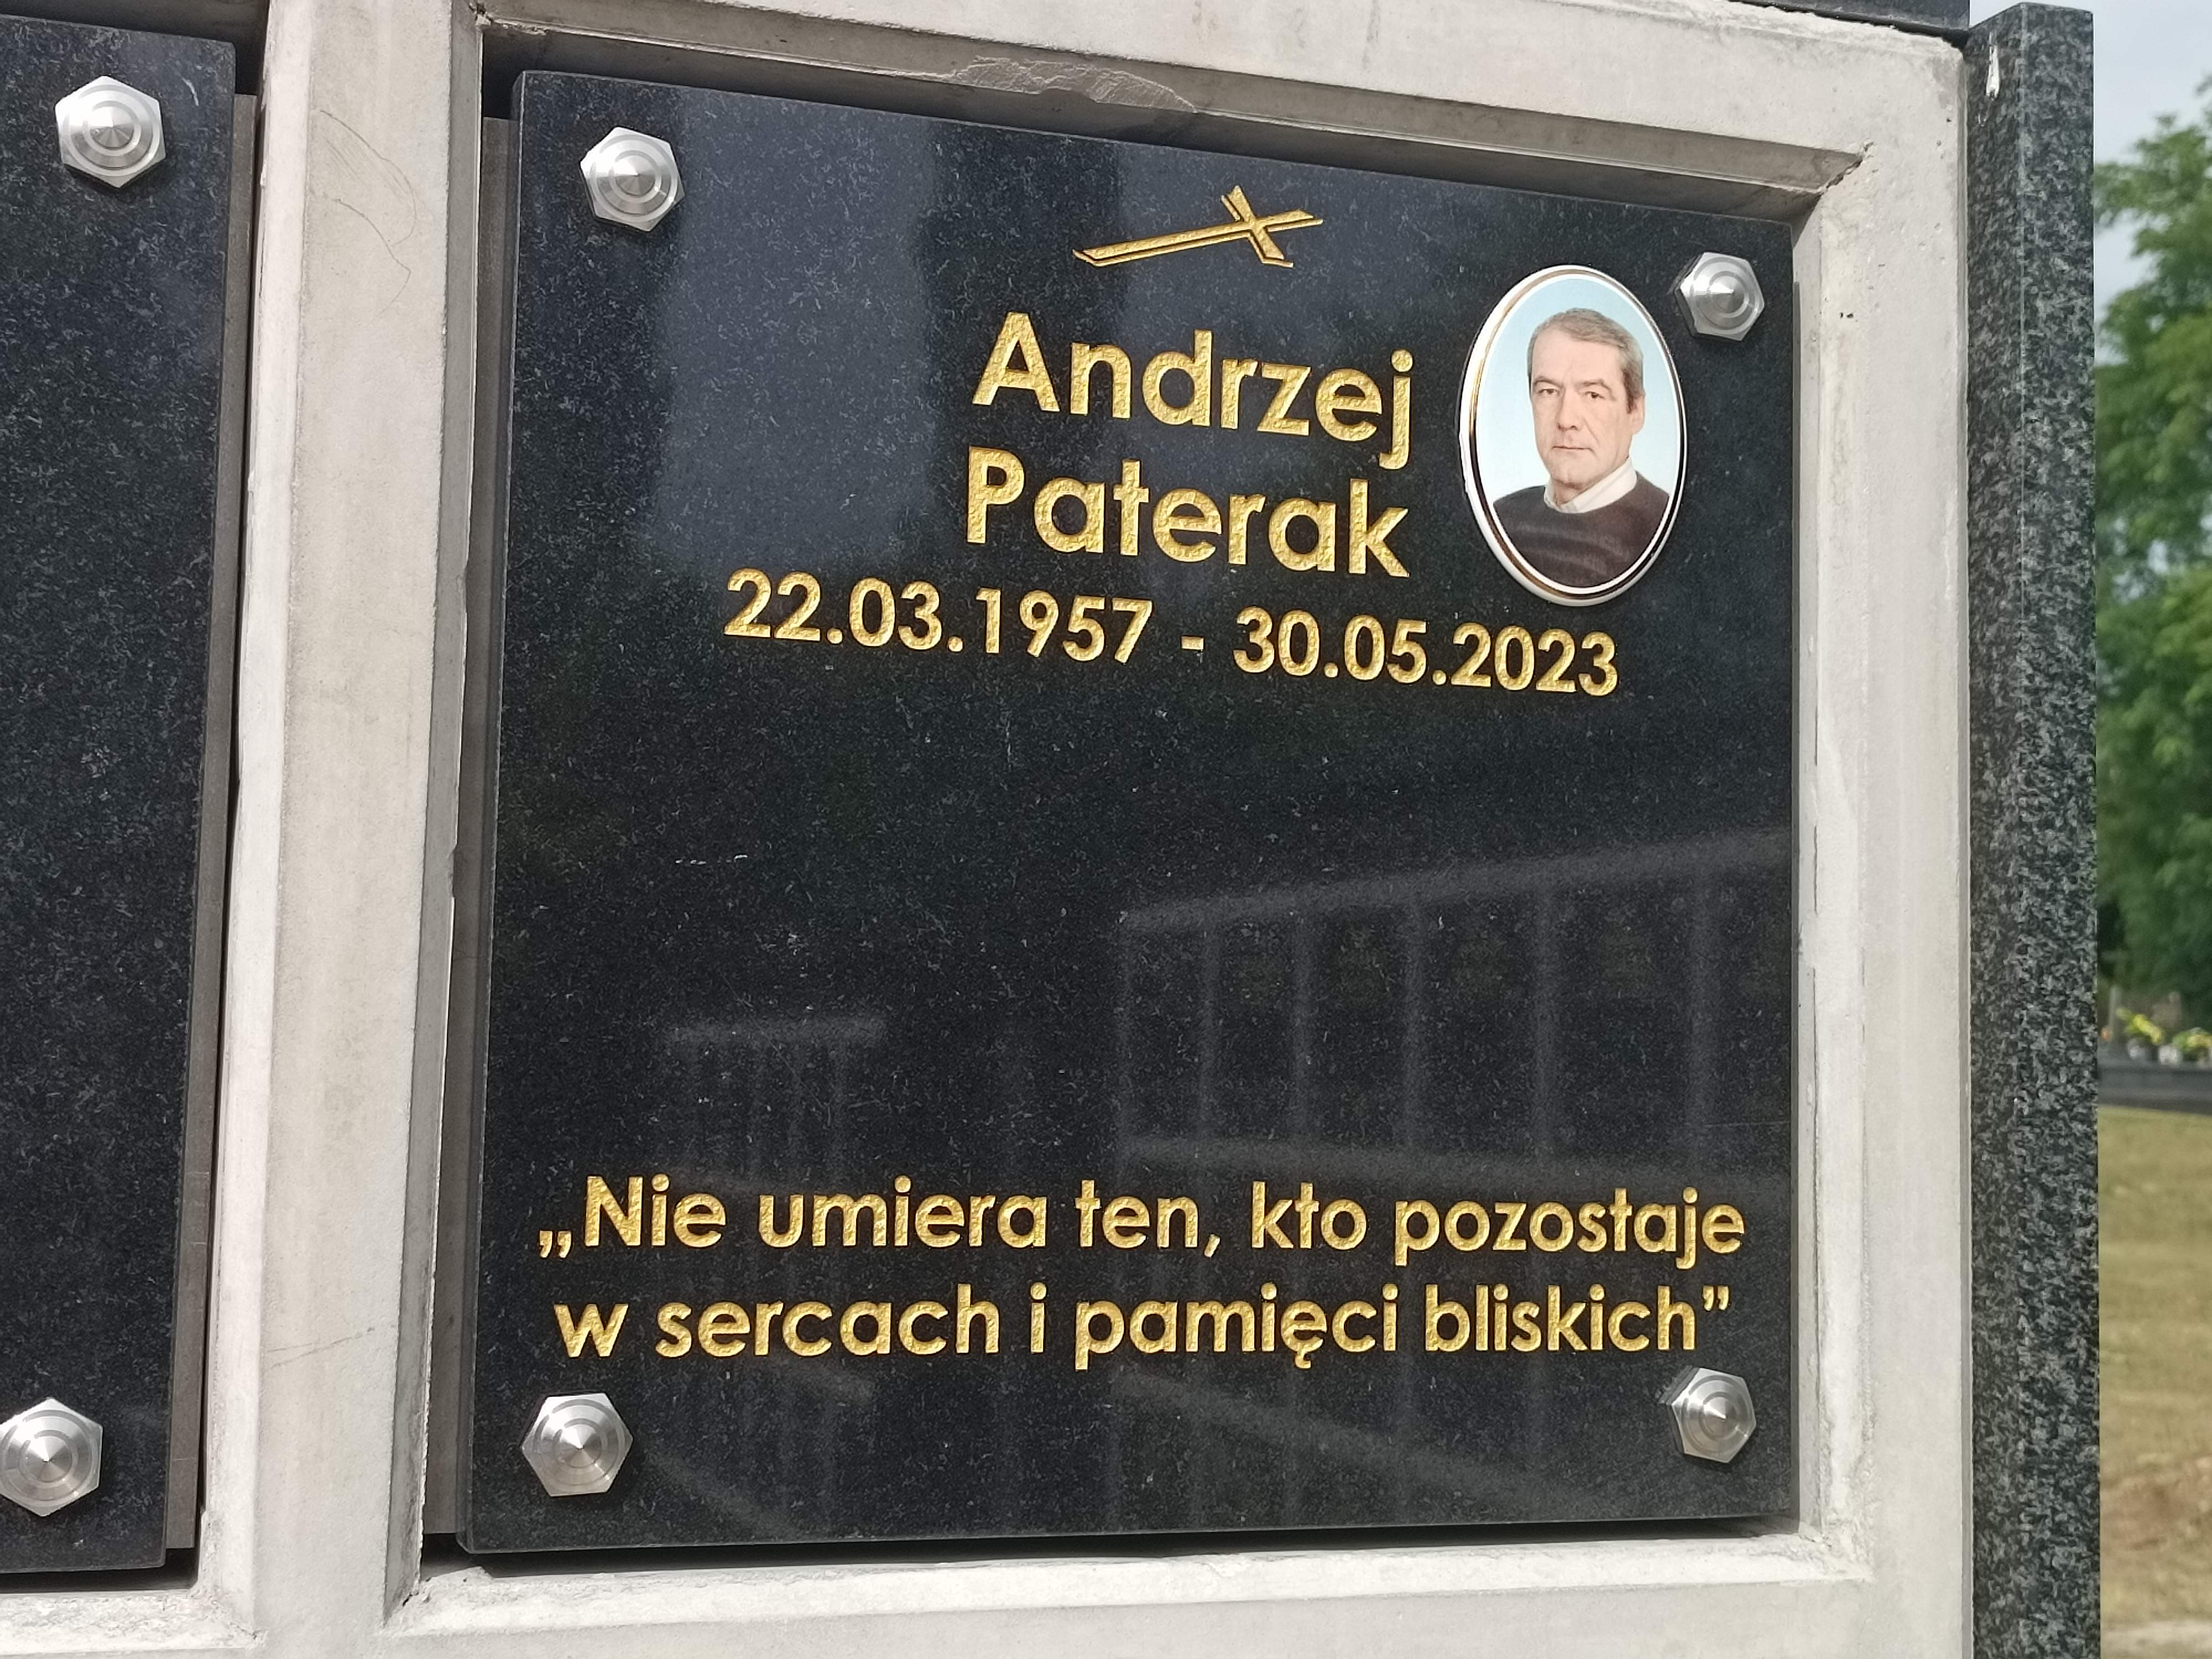 Andrzej
Paterak
22.03.1957 - 30.05.2023
„Nie umiera ten, kto pozostaje
w sercach i pamięci bliskich”